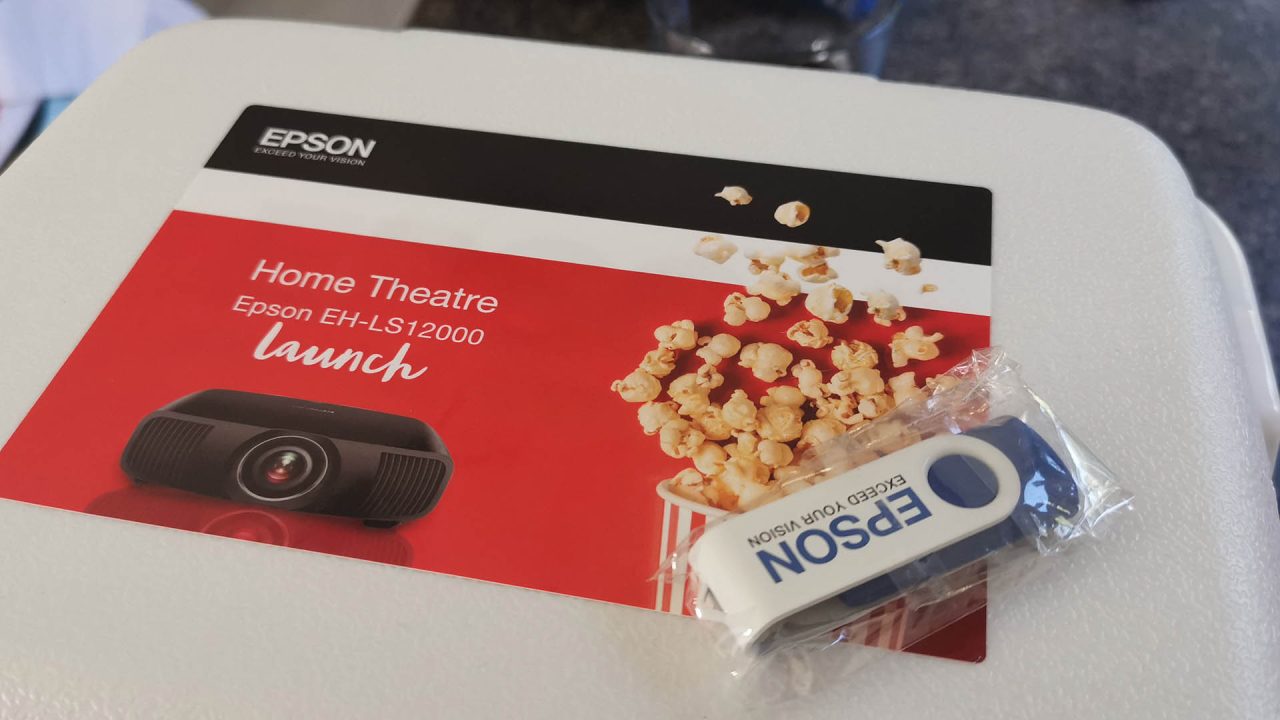 EPSON
EXCEED YOUR VISION
Home Theatre
Epson EH-LS12000
launch
EPSON
EXCEED YOUR VISION